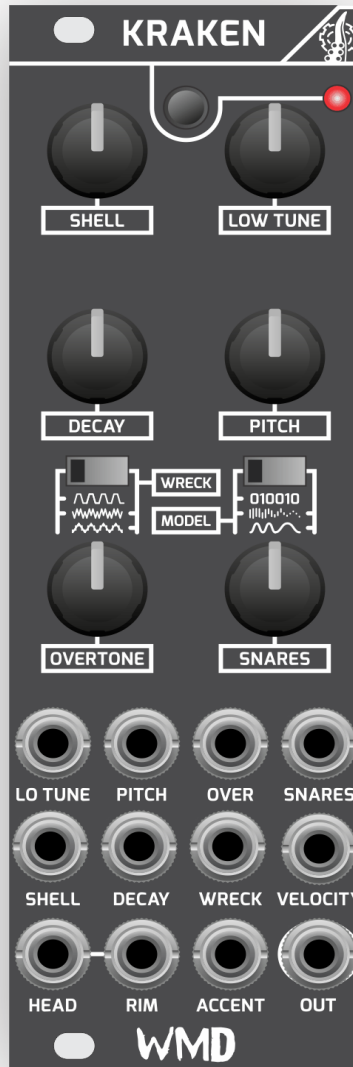 KRAKEN
SHELL LOW TUNE
DECAY PITCH
WRECK
010010
MODEL
OVERTONE SNARES
LO TUNE PITCH OVER SNARES
SHELL DECAY WRECK VELOCITY
HEAD RIM ACCENT OUT
WMD